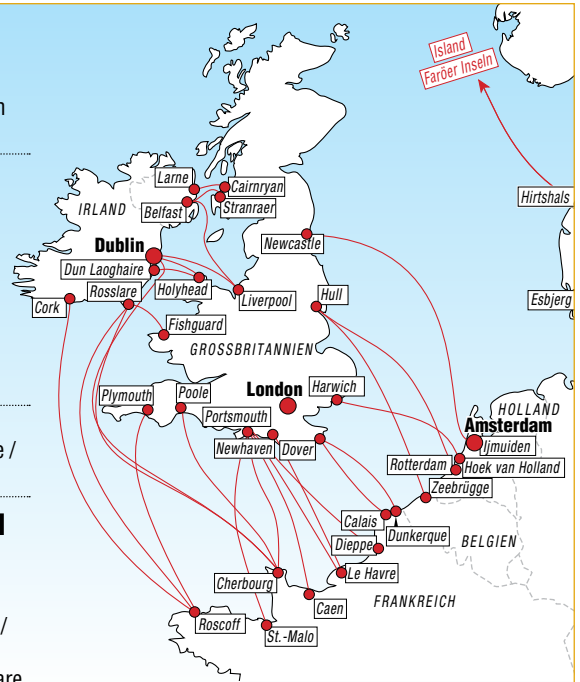 Island
Faröer Inseln
n
Larne
Cairnryan
IRLAND
Belfast
Stranraer
Hirtshals
Newcastle
Dublin
Dun Laoghaire
Holyhead
Rosslare
Liverpool
Hull
Esbjerg
Cork
Fishguard
GROSSBRITANNIEN
Plymouth
Poole
London
Harwich
HOLLAND
Portsmouth
Amsterdam
Newhaven
Dover
Ijmuiden
e /
Rotterdam
Hoek van Holland
Zeebrügge
Calais
Dunkerque
BELGIEN
Dieppe
Cherbourg
Le Havre
Caen
FRANKREICH
Roscoff
St.-Malo
/
are